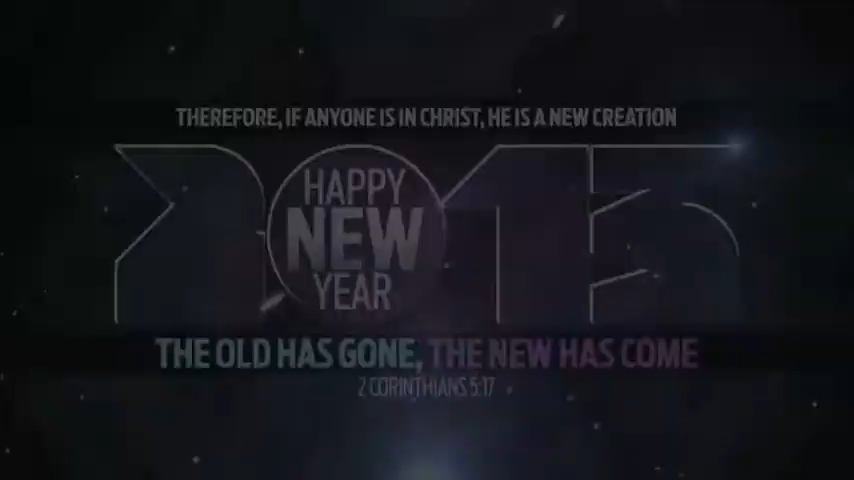 THEREFORE, IF ANYONE IS IN CHRIST, HE IS A NEW CREATION
2015
HAPPY
NEW
YEAR
THE OLD HAS GONE, THE NEW HAS COME
2 CORINTHIANS 5:17